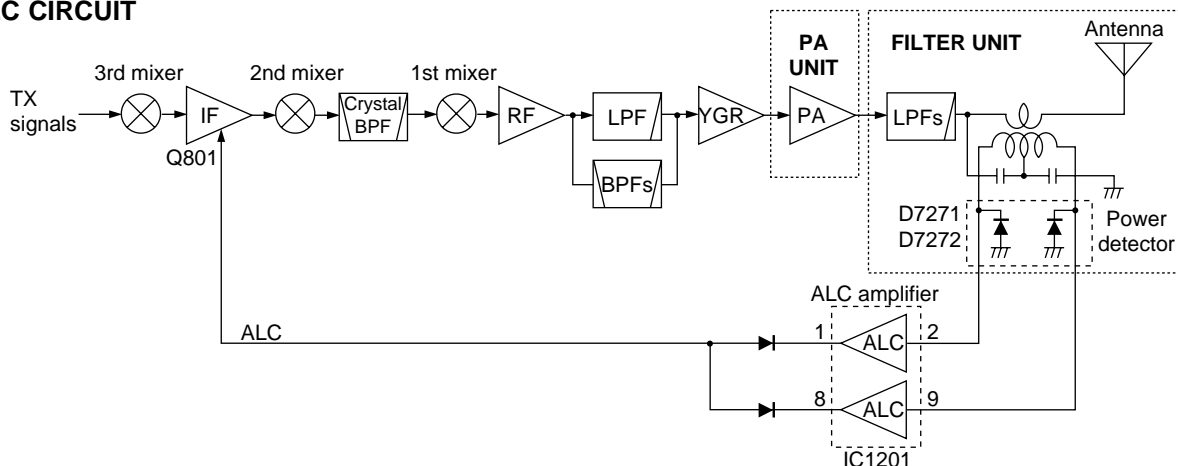 C CIRCUIT
PA
UNIT
FILTER UNIT
Antenna
3rd mixer
2nd mixer
1st mixer
TX
signals
IF
Q801
Crystal
BPF
RF
LPF
BPFs
YGR
PA
LPFs
D7271
D7272
Power
detector
ALC amplifier
ALC
1
ALC
2
8
ALC
9
IC1201